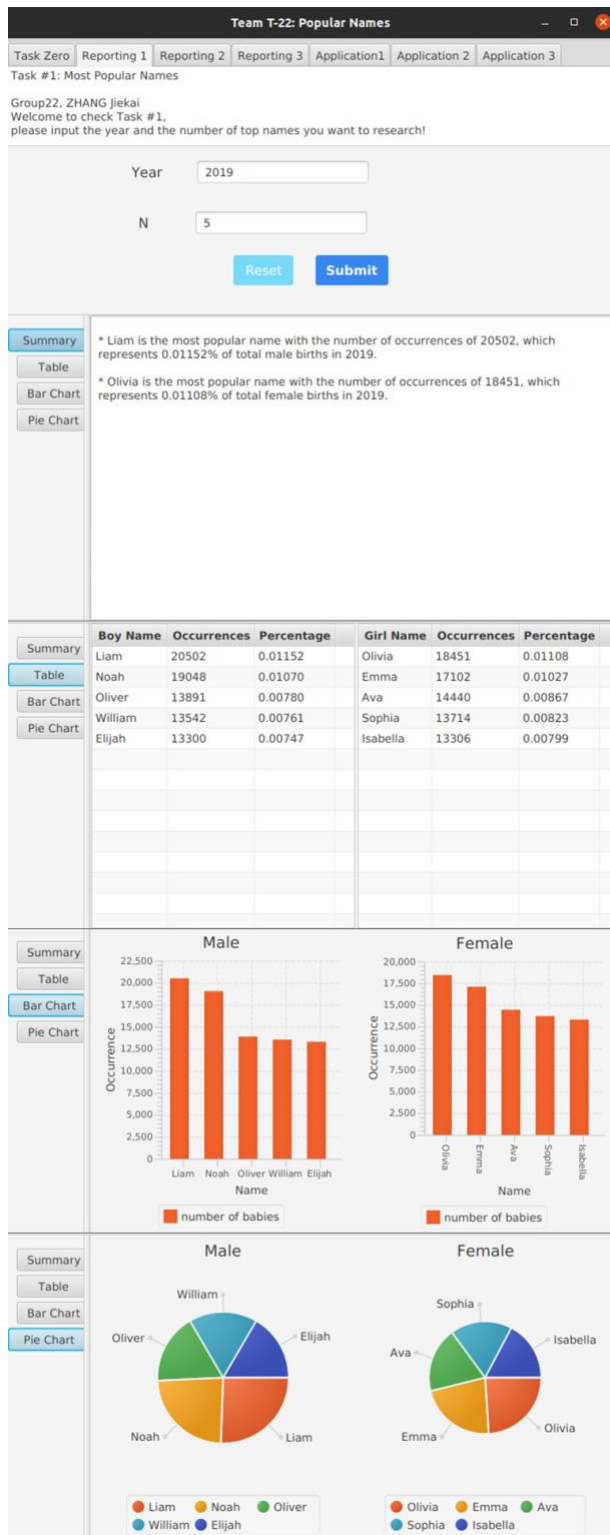 Team T-22: Popular Names
Task Zero Reporting 1 Reporting 2 Reporting 3 Application1 Application 2 Application 3
Task #1: Most Popular Names
Group22, ZHANG Jiekai
Welcome to check Task #1,
please input the year and the number of top names you want to research!
Year 2019
N 5
Reset Submit
Summary
Table
Bar Chart
Pie Chart
* Liam is the most popular name with the number of occurrences of 20502, which
represents 0.01152% of total male births in 2019.
* Olivia is the most popular name with the number of occurrences of 18451, which
represents 0.01108% of total female births in 2019.
Summary
Table
Bar Chart
Pie Chart
Boy Name Occurrences Percentage Girl Name Occurrences Percentage
Liam 20502 0.01152 Olivia 18451 0.01108
Noah 19048 0.01070 Emma 17102 0.01027
Oliver 13891 0.00780 Ava 14440 0.00867
William 13542 0.00761 Sophia 13714 0.00823
Elijah 13300 0.00747 Isabella 13306 0.00799
Summary
Table
Bar Chart
Pie Chart
Male
22,500
20,000
17,500
15,000
12,500
10,000
7,500
5,000
2,500
0
Occurrence
Liam Noah Oliver William Elijah
Name
number of babies
Female
20,000
17,500
15,000
12,500
10,000
7,500
5,000
2,500
0
Occurrence
Olivia Emma Ava Sophia Isabella
Name
number of babies
Summary
Table
Bar Chart
Pie Chart
Male
William
Oliver
Elijah
Noah
Liam
Liam Noah Oliver
William Elijah
Female
Sophia
Isabella
Ava
Olivia
Emma
Olivia Emma Ava
Sophia Isabella